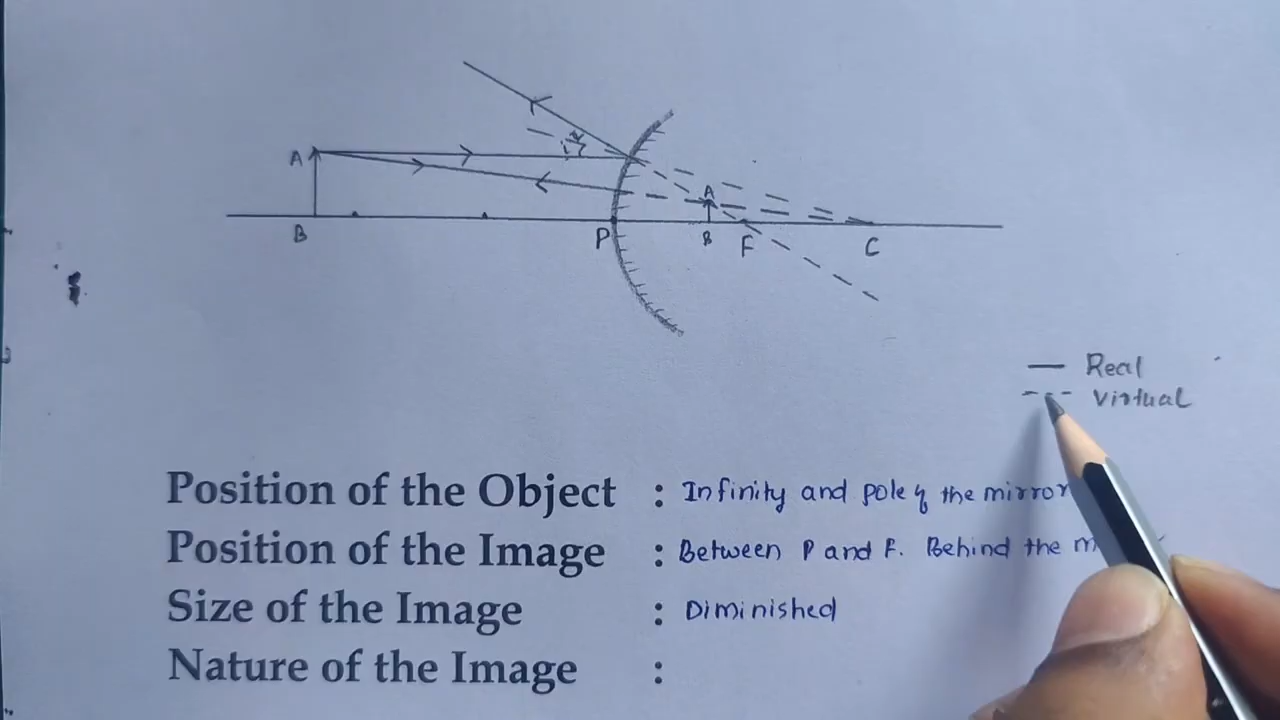 A
A
B
P
B
F
C
Real
Virtual
Position of the Object : Infinity and pole of the mirror
Position of the Image : Between P and F. Behind the
Size of the Image : Diminished
Nature of the Image :